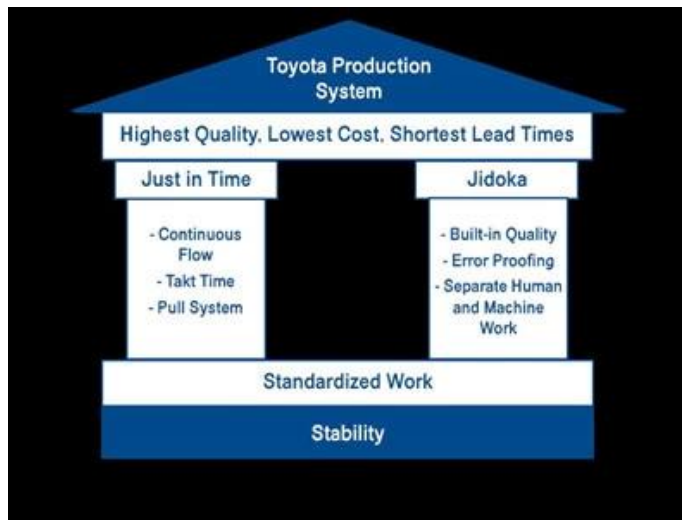 Toyota Production
System
Highest Quality, Lowest Cost, Shortest Lead Times
Just in Time
- Continuous
Flow
- Takt Time
- Pull System
Jidoka
- Built-in Quality
- Error Proofing
- Separate Human
and Machine
Work
Standardized Work
Stability